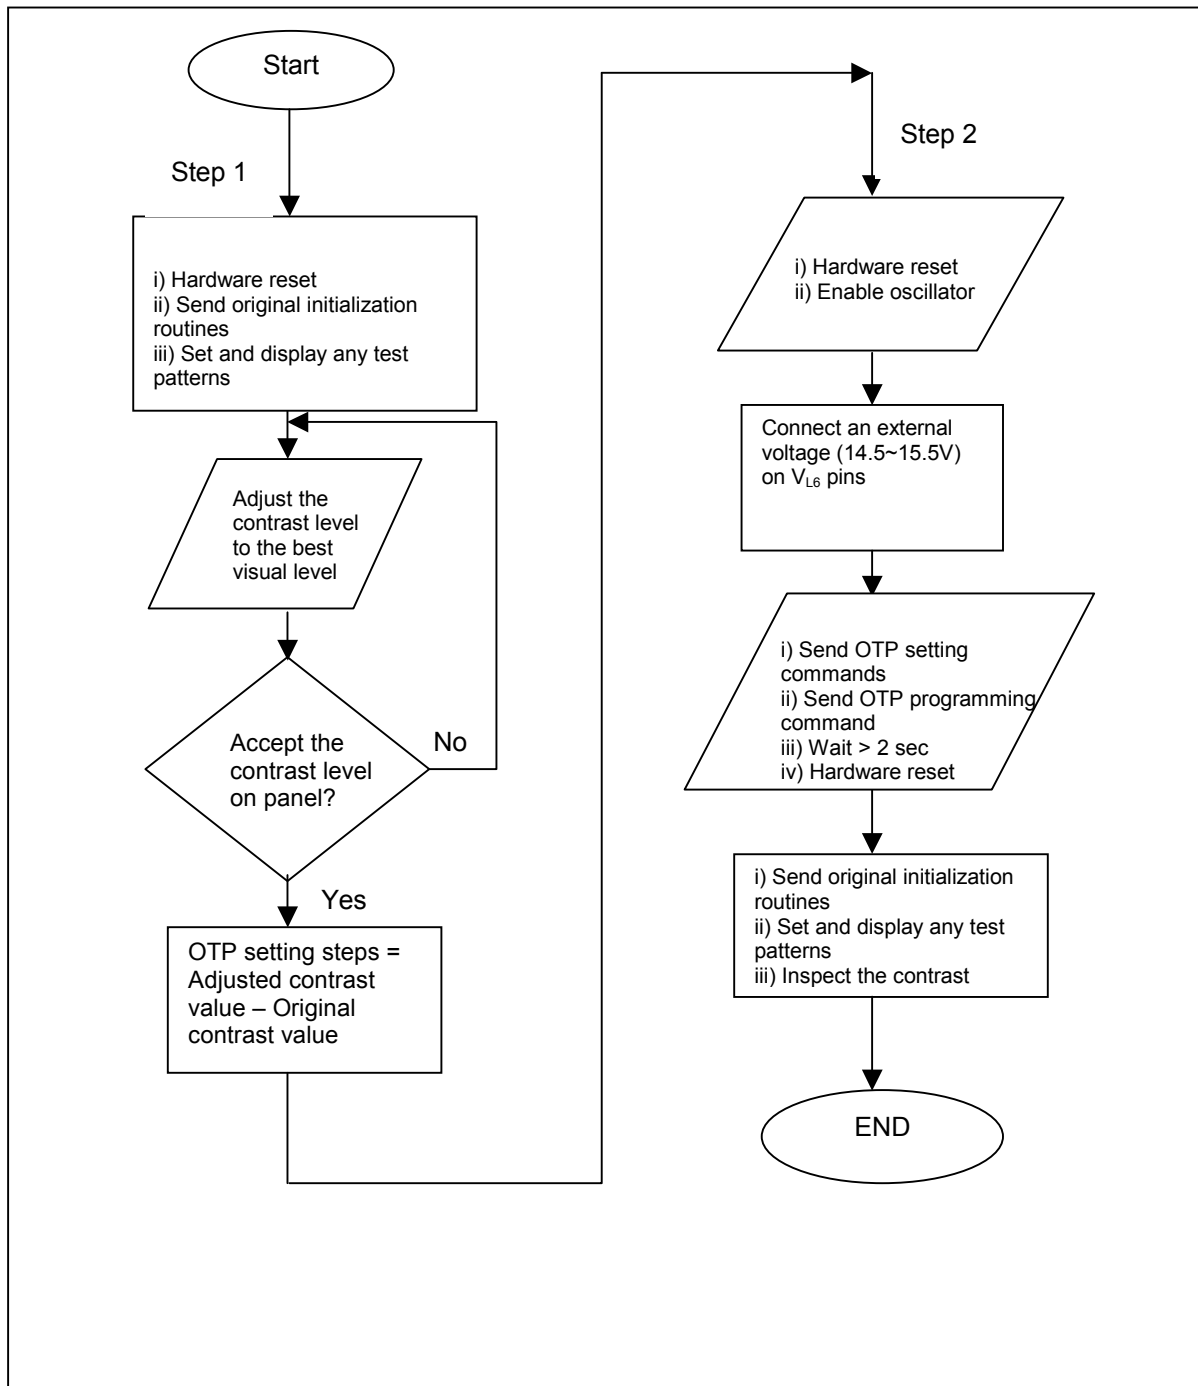 Start
Step 1
i) Hardware reset
ii) Send original initialization
routines
iii) Set and display any test
patterns
Adjust the
contrast level
to the best
visual level
Accept the
contrast level
on panel?
No
Yes
OTP setting steps =
Adjusted contrast
value – Original
contrast value
Step 2
i) Hardware reset
ii) Enable oscillator
Connect an external
voltage (14.5~15.5V)
on VL6 pins
i) Send OTP setting
commands
ii) Send OTP programming
command
iii) Wait > 2 sec
iv) Hardware reset
i) Send original initialization
routines
ii) Set and display any test
patterns
iii) Inspect the contrast
END